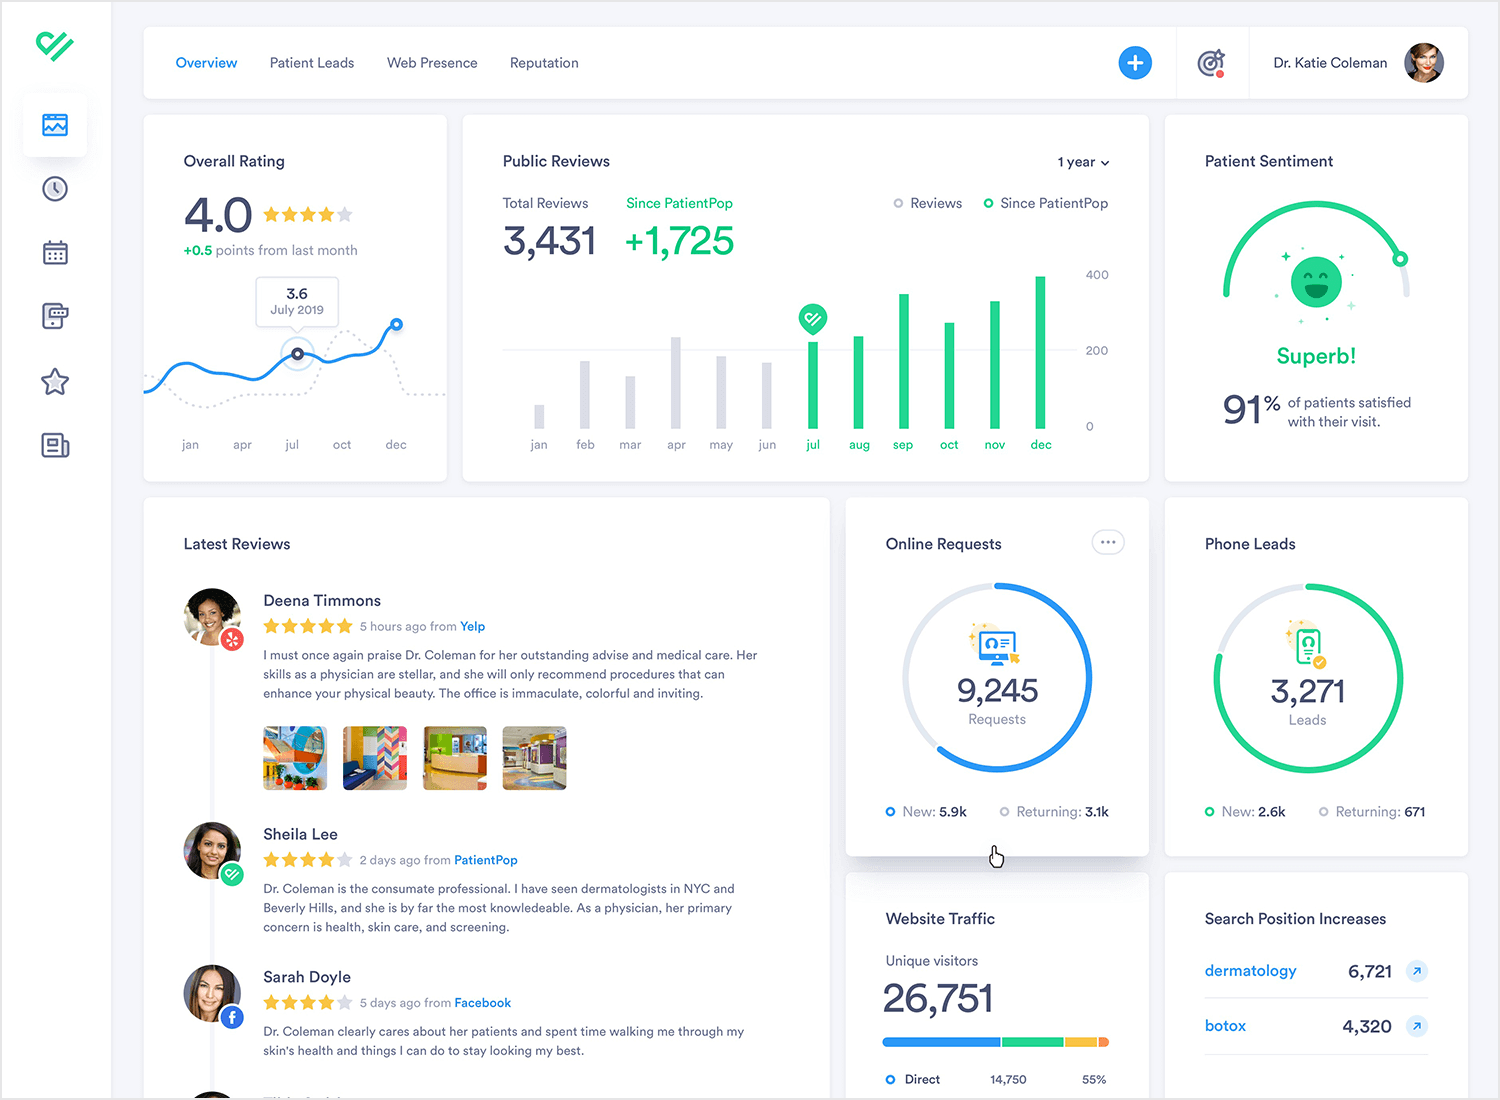 Overview
Patient Leads
Web Presence
Reputation
Dr. Katie Coleman
Overall Rating
4.0
+0.5 points from last month
3.6
July 2019
jan apr jul oct dec
Public Reviews
1 year
Total Reviews
3,431
Since PatientPop
+1,725
Reviews
Since PatientPop
400
200
0
jan feb mar apr may jun jul aug sep oct nov dec
Patient Sentiment
Superb!
91%
of patients satisfied
with their visit.
Latest Reviews
Deena Timmons
5 hours ago from Yelp
I must once again praise Dr. Coleman for her outstanding advise and medical care. Her
skills as a physician are stellar, and she will only recommend procedures that can
enhance your physical beauty. The office is immaculate, colorful and inviting.
Sheila Lee
2 days ago from PatientPop
Dr. Coleman is the consumate professional. I have seen dermatologists in NYC and
Beverly Hills, and she is by far the most knowledeable. As a physician, her primary
concern is health, skin care, and screening.
Sarah Doyle
5 days ago from Facebook
Dr. Coleman clearly cares about her patients and spent time walking me through my
skin's health and things I can do to stay looking my best.
Online Requests
9,245
Requests
New: 5.9k
Returning: 3.1k
Phone Leads
3,271
Leads
New: 2.6k
Returning: 671
Website Traffic
Unique visitors
26,751
Direct 14,750 55%
Search Position Increases
dermatology 6,721
botox 4,320